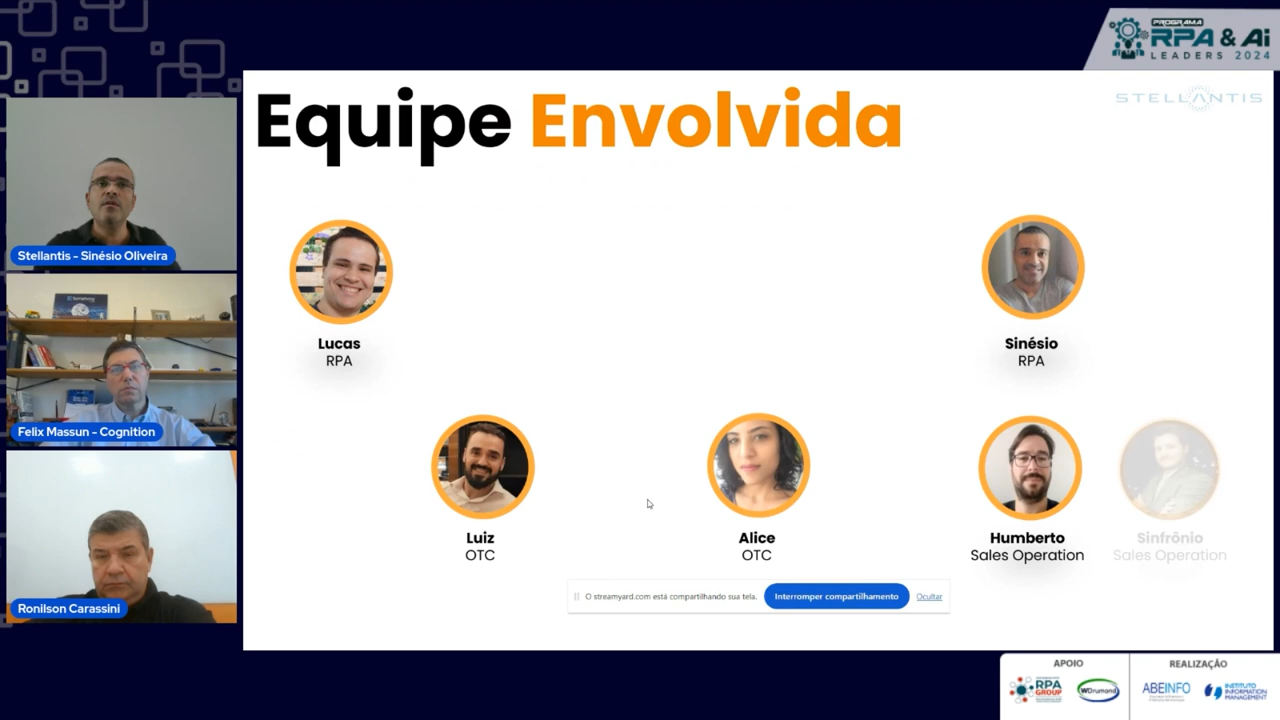 PROGRAMA
RPA & Ai
LEADERS 2024
STELLANTIS
Equipe Envolvida
Stellantis - Sinésio Oliveira
Felix Massun - Cognition
Ronilson Carassini
Lucas
RPA
Sinésio
RPA
Luiz
OTC
Alice
OTC
Humberto
Sales Operation
Sinfrônio
Sales Operation
O streamyard.com está compartilhando sua tela.
Interromper compartilhamento
Ocultar
APOIO
RPA
GROUP
WDrumond
REALIZAÇÃO
ABEINFO
INSTITUTO
INFORMATION
MANAGEMENT